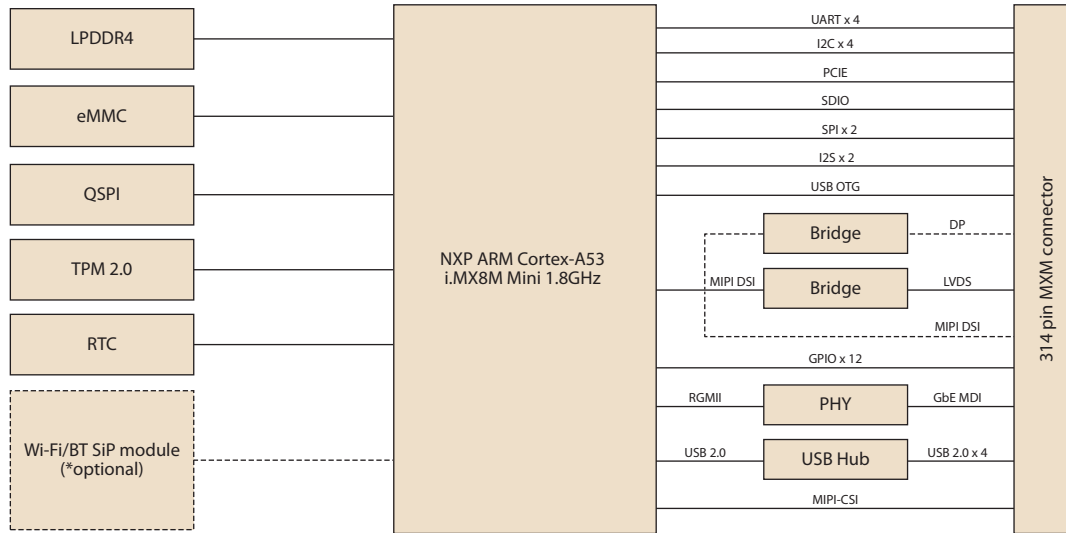 LPDDR4
eMMC
QSPI
TPM 2.0
RTC
Wi-Fi/BT SiP module
(*optional)
NXP ARM Cortex-A53
i.MX8M Mini 1.8GHz
UART x 4
I2C x 4
PCIE
SDIO
SPI x 2
I2S x 2
USB OTG
Bridge
DP
MIPI DSI
Bridge
LVDS
MIPI DSI
GPIO x 12
RGMII
PHY
GbE MDI
USB 2.0
USB Hub
USB 2.0 x 4
MIPI-CSI
314 pin MXM connector